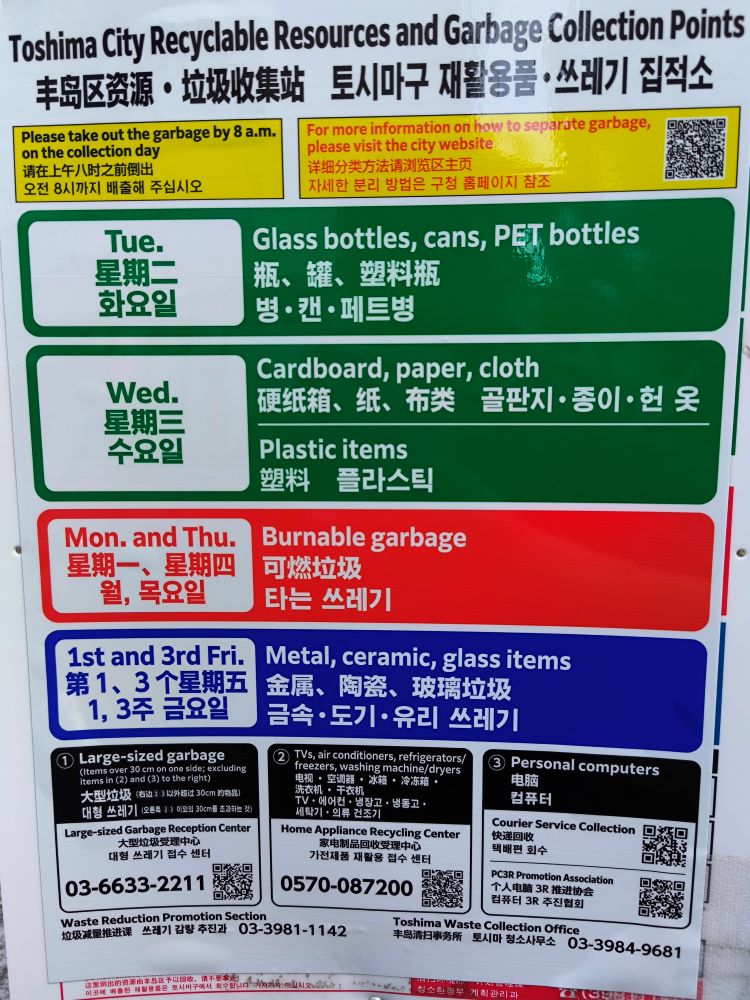 Toshima City Recyclable Resources and Garbage Collection Points
丰岛区资源・垃圾收集站 토시마구 재활용품・쓰레기 집적소
Please take out the garbage by 8 a.m.
on the collection day
请在上午八时之前倒出
오전 8시까지 배출해 주십시오
For more information on how to separate garbage,
please visit the city website
详细分类方法请浏览区主页
자세한 분리 방법은 구청 홈페이지 참조
Tue.
星期二
화요일
Glass bottles, cans, PET bottles
瓶、罐、塑料瓶
병・캔・페트병
Wed.
星期三
수요일
Cardboard, paper, cloth
硬纸箱、纸、布类 골판지・종이・헌 옷
Plastic items
塑料 플라스틱
Mon. and Thu.
星期一、星期四
월, 목요일
Burnable garbage
可燃垃圾
타는 쓰레기
1st and 3rd Fri.
第1、3个星期五
1, 3주 금요일
Metal, ceramic, glass items
金属、陶瓷、玻璃垃圾
금속・도기・유리 쓰레기
① Large-sized garbage
(Items over 30 cm on one side; excluding
items in (2) and (3) to the right)
大型垃圾 (右边②③以外超过30cm的物品)
대형 쓰레기 (오른쪽 ②③ 이외의 30cm를 초과하는 것)
Large-sized Garbage Reception Center
大型垃圾受理中心
대형 쓰레기 접수 센터
03-6633-2211
② TVs, air conditioners, refrigerators/
freezers, washing machine/dryers
电视・空调器・冰箱・冷冻箱・
洗衣机・干衣机
TV・에어컨・냉장고・냉동고・
세탁기・의류 건조기
Home Appliance Recycling Center
家电制品回收受理中心
가전제품 재활용 접수 센터
0570-087200
③ Personal computers
电脑
컴퓨터
Courier Service Collection
快递回收
택배편 회수
PC3R Promotion Association
个人电脑 3R 推进协会
컴퓨터 3R 추진협회
Waste Reduction Promotion Section
垃圾减量推进课 쓰레기 감량 추진과 03-3981-1142
Toshima Waste Collection Office
丰岛清扫事务所 토시마 청소사무소 03-3984-9681